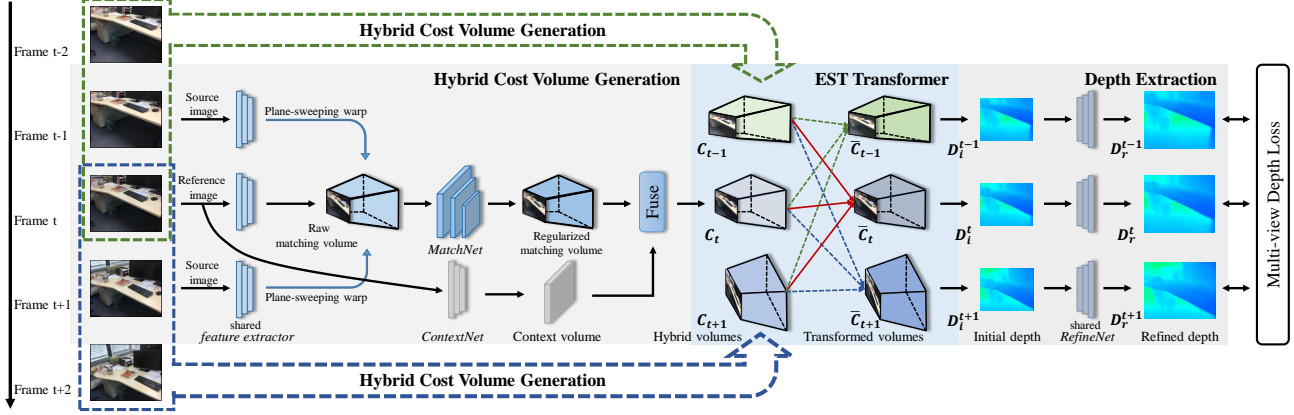 Hybrid Cost Volume Generation
Frame t-2
Hybrid Cost Volume Generation
EST Transformer
Depth Extraction
Source
image
Plane-sweeping warp
Frame t-1
C_{t-1}
C̅_{t-1}
D_i^{t-1}
D_r^{t-1}
Reference
image
Fuse
Frame t
Raw
matching volume
MatchNet
Regularized
matching volume
C_t
C̅_t
D_i^t
D_r^t
Multi-view Depth Loss
Source
image
Plane-sweeping warp
Frame t+1
shared
feature extractor
ContextNet
Context volume
C_{t+1}
Hybrid volumes
C̅_{t+1}
Transformed volumes
D_i^{t+1}
Initial depth
shared
RefineNet
D_r^{t+1}
Refined depth
Hybrid Cost Volume Generation
Frame t+2